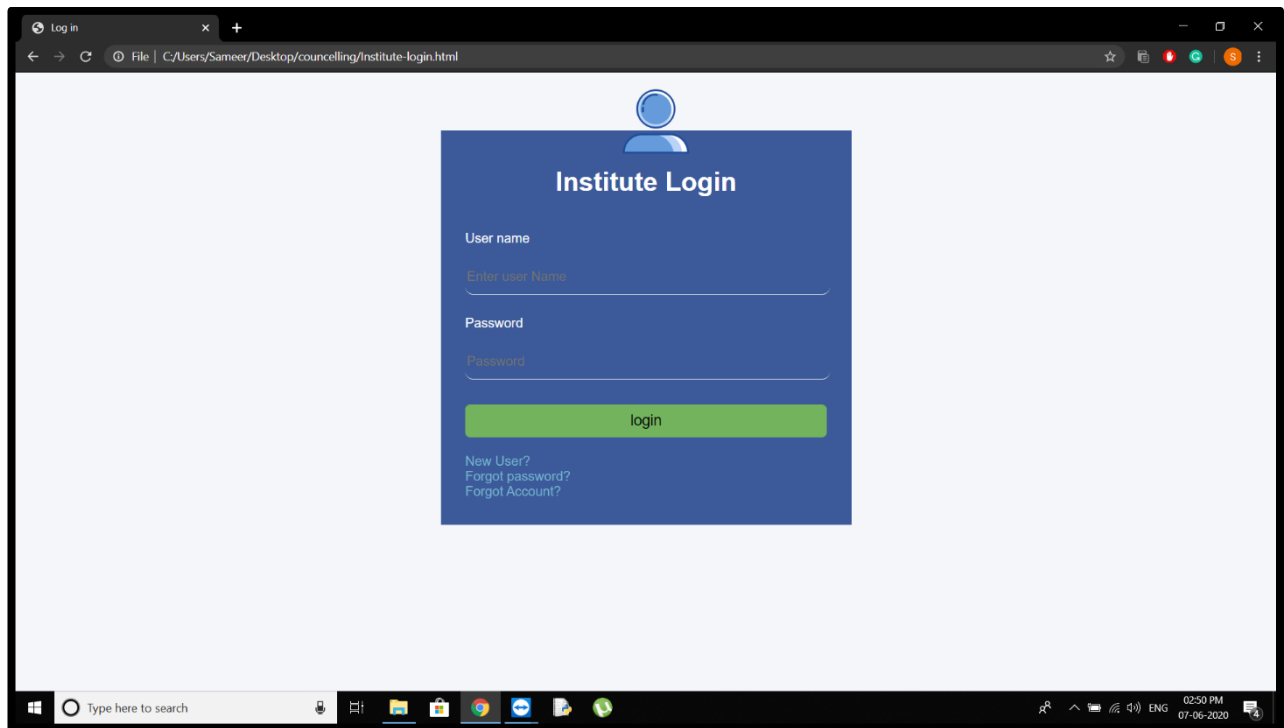 Log in
File | C:/Users/Sameer/Desktop/councelling/Institute-login.html
S
Institute Login
User name
Enter user Name
Password
Password
login
New User?
Forgot password?
Forgot Account?
Type here to search
ENG
02:50 PM
07-06-2020
4